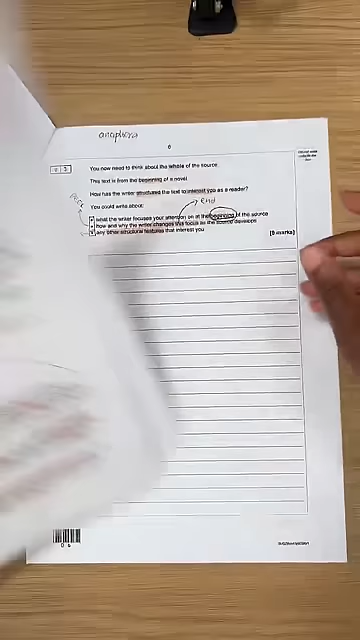 anaphora
6
0 3
You now need to think about the whole of the source.
This text is from the beginning of a novel.
How has the writer structured the text to interest you as a reader?
You could write about:
end
what the writer focuses your attention on at the beginning of the source
how and why the writer changes this focus as the source develops
any other structural features that interest you
[8 marks]
0 6